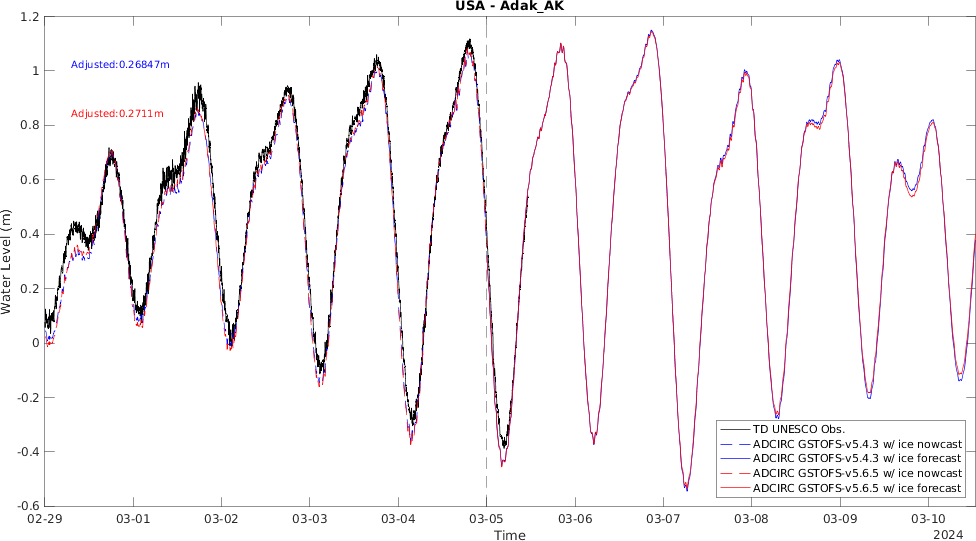 USA - Adak_AK
1.2
1
0.8
0.6
0.4
0.2
0
-0.2
-0.4
-0.6
Water Level (m)
Adjusted:0.26847m
Adjusted:0.2711m
TD UNESCO Obs.
ADCIRC GSTOFS-v5.4.3 w/ ice nowcast
ADCIRC GSTOFS-v5.4.3 w/ ice forecast
ADCIRC GSTOFS-v5.6.5 w/ ice nowcast
ADCIRC GSTOFS-v5.6.5 w/ ice forecast
02-29 03-01 03-02 03-03 03-04 03-05 03-06 03-07 03-08 03-09 03-10
Time
2024